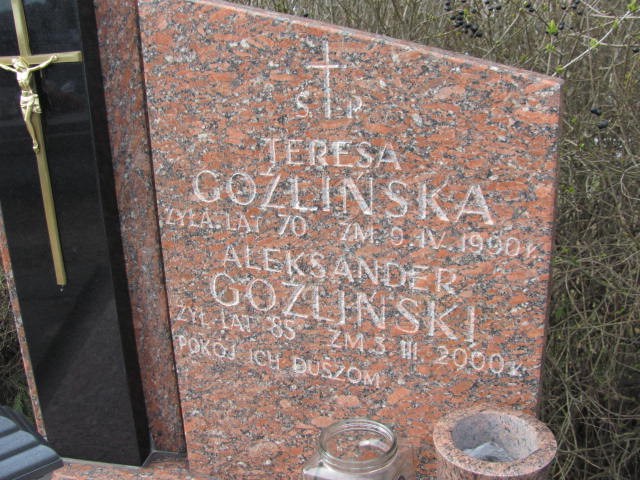 Ś P
TERESA
GOŹLIŃSKA
ŻYŁA LAT 70 ZM. 9. IV. 1990 r.
ALEKSANDER
GOŹLIŃSKI
ŻYŁ LAT 85 ZM 3. III. 2000 r.
POKÓJ ICH DUSZOM